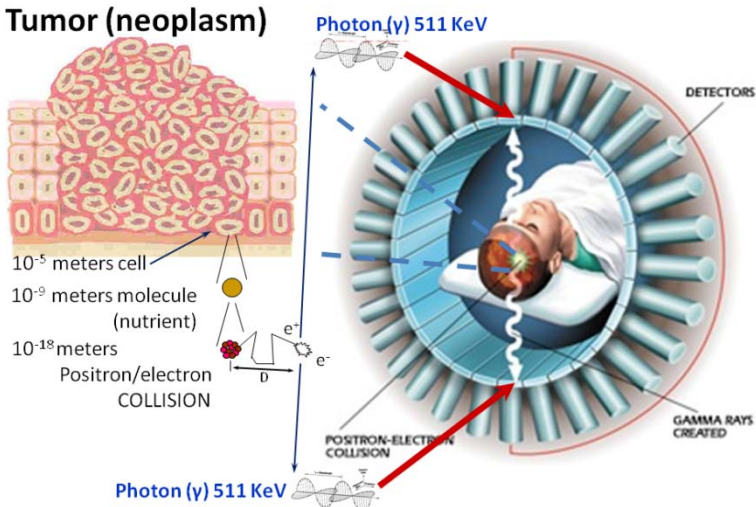 Tumor (neoplasm)
Photon (γ) 511 KeV
DETECTORS
10⁻⁵ meters cell
10⁻⁹ meters molecule
(nutrient)
10⁻¹⁸ meters
Positron/electron
COLLISION
e⁺
e⁻
D
POSITRON-ELECTRON
COLLISION
GAMMA RAYS
CREATED
Photon (γ) 511 KeV